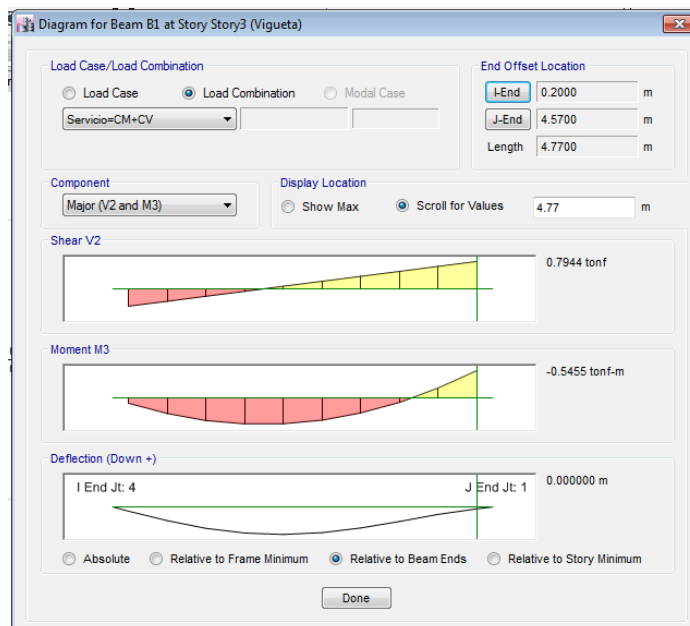 Diagram for Beam B1 at Story Story3 (Vigueta)
Load Case/Load Combination
Load Case
Load Combination
Modal Case
Servicio=CM+CV
End Offset Location
I-End 0.2000 m
J-End 4.5700 m
Length 4.7700 m
Component
Major (V2 and M3)
Display Location
Show Max
Scroll for Values
4.77 m
Shear V2
0.7944 tonf
Moment M3
-0.5455 tonf-m
Deflection (Down +)
I End Jt: 4
J End Jt: 1
0.000000 m
Absolute
Relative to Frame Minimum
Relative to Beam Ends
Relative to Story Minimum
Done